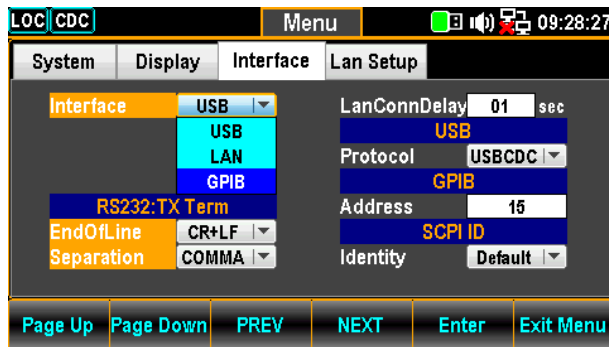 LOC CDC Menu 09:28:27
System Display Interface Lan Setup
Interface USB LanConnDelay 01 sec
USB USB
LAN Protocol USBCDC
GPIB GPIB
RS232:TX Term Address 15
EndOfLine CR+LF SCPI ID
Separation COMMA Identity Default
Page Up Page Down PREV NEXT Enter Exit Menu